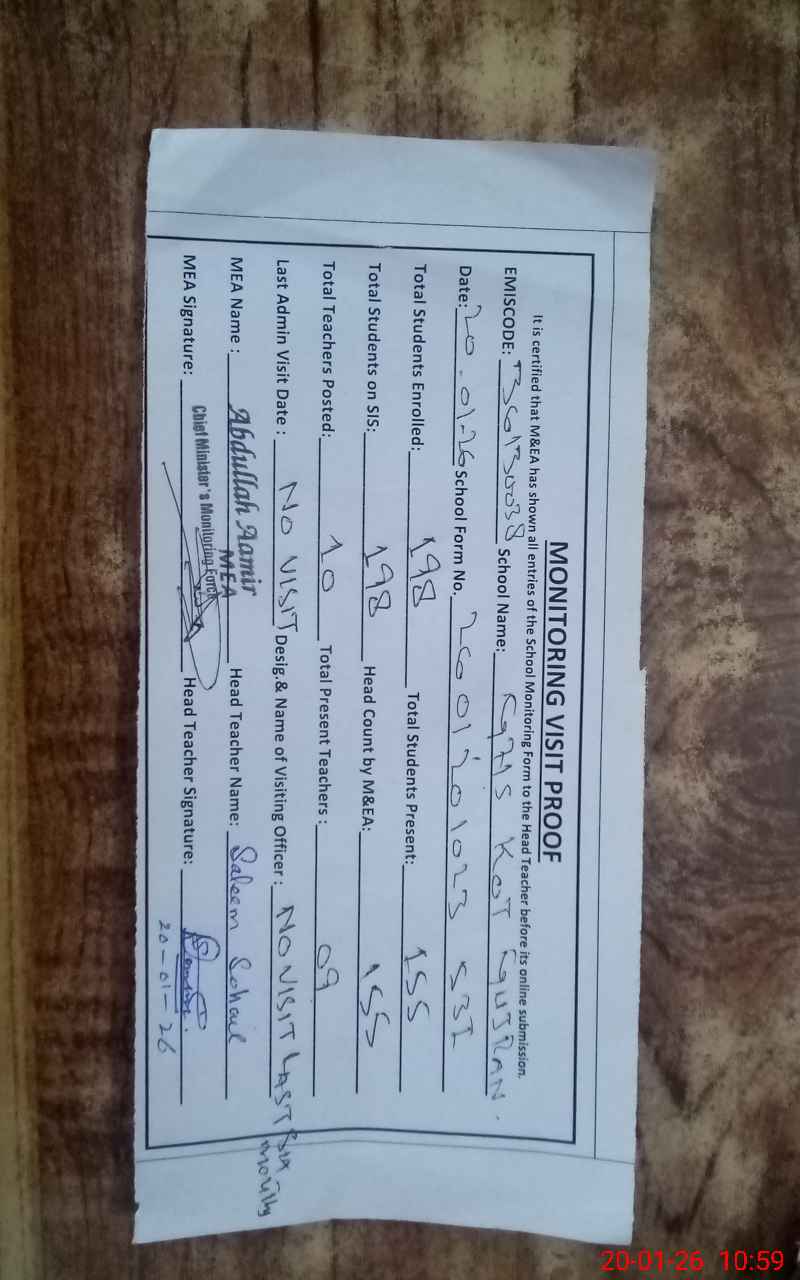 MONITORING VISIT PROOF
It is certified that M&EA has shown all entries of the School Monitoring Form to the Head Teacher before its online submission.
EMISCODE: 36130038 School Name: KOT GUJRAN.
Date: 20-01-26 School Form No.
Total Students Enrolled: 198 Total Students Present: 155
Total Students on SIS: 198 Head Count by M&EA: 155
Total Teachers Posted: 10 Total Present Teachers : 09
Last Admin Visit Date : NO VISIT Desig.& Name of Visiting Officer : NO VISIT LAST Six
MEA Name : Abdullah Aamir Head Teacher Name: Saleem Sohail
MEA
Chief Minister's Monitoring Force
MEA Signature: Head Teacher Signature:
20-01-26
20-01-26 10:59